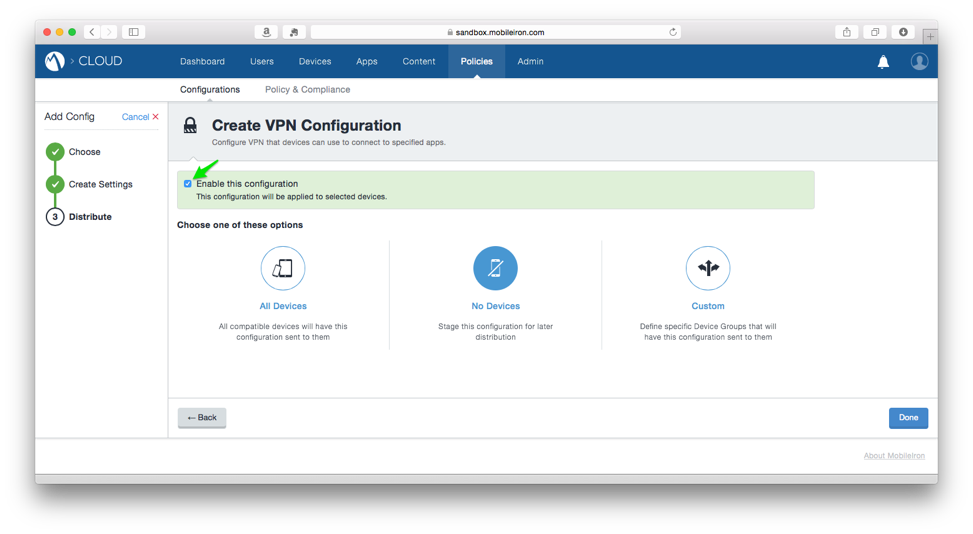 sandbox.mobileiron.com
> CLOUD
Dashboard Users Devices Apps Content Policies Admin
Configurations Policy & Compliance
Add Config Cancel ×
Choose
Create Settings
3 Distribute
Create VPN Configuration
Configure VPN that devices can use to connect to specified apps.
Enable this configuration
This configuration will be applied to selected devices.
Choose one of these options
All Devices
All compatible devices will have this
configuration sent to them
No Devices
Stage this configuration for later
distribution
Custom
Define specific Device Groups that will
have this configuration sent to them
← Back
Done
About MobileIron